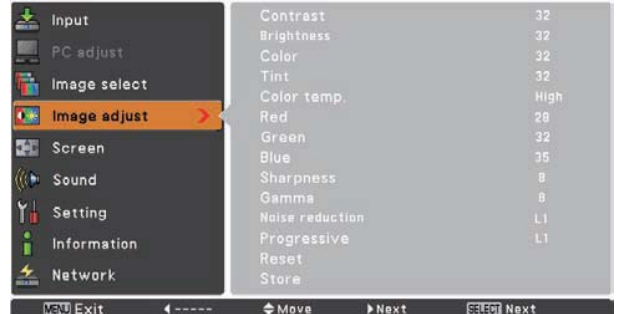 Input
PC adjust
Image select
Image adjust
Screen
Sound
Setting
Information
Network
Contrast 32
Brightness 32
Color 32
Tint 32
Color temp. High
Red 28
Green 32
Blue 35
Sharpness 8
Gamma 8
Noise reduction L1
Progressive L1
Reset
Store
MENU Exit ◀----- Move ▶Next SELECT Next